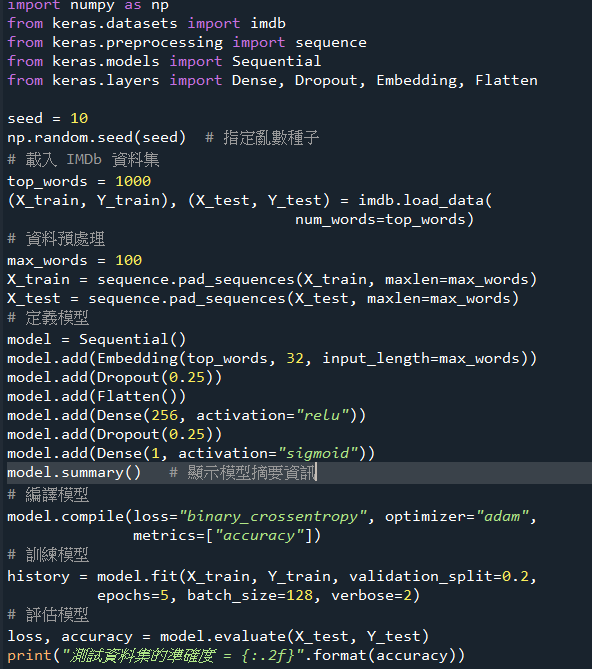 import numpy as np
from keras.datasets import imdb
from keras.preprocessing import sequence
from keras.models import Sequential
from keras.layers import Dense, Dropout, Embedding, Flatten
seed = 10
np.random.seed(seed)  # 指定亂數種子
# 載入 IMDb 資料集
top_words = 1000
(X_train, Y_train), (X_test, Y_test) = imdb.load_data(
                                 num_words=top_words)
# 資料預處理
max_words = 100
X_train = sequence.pad_sequences(X_train, maxlen=max_words)
X_test = sequence.pad_sequences(X_test, maxlen=max_words)
# 定義模型
model = Sequential()
model.add(Embedding(top_words, 32, input_length=max_words))
model.add(Dropout(0.25))
model.add(Flatten())
model.add(Dense(256, activation="relu"))
model.add(Dropout(0.25))
model.add(Dense(1, activation="sigmoid"))
model.summary()   # 顯示模型摘要資訊
# 編譯模型
model.compile(loss="binary_crossentropy", optimizer="adam",
              metrics=["accuracy"])
# 訓練模型
history = model.fit(X_train, Y_train, validation_split=0.2,
          epochs=5, batch_size=128, verbose=2)
# 評估模型
loss, accuracy = model.evaluate(X_test, Y_test)
print("測試資料集的準確度 = {:.2f}".format(accuracy))